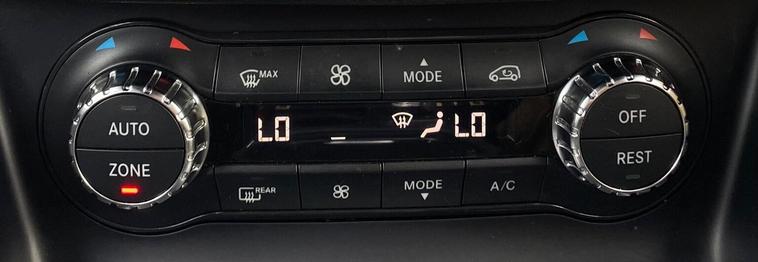 MAX
MODE
AUTO
OFF
LO
LO
ZONE
REST
REAR
MODE
A/C